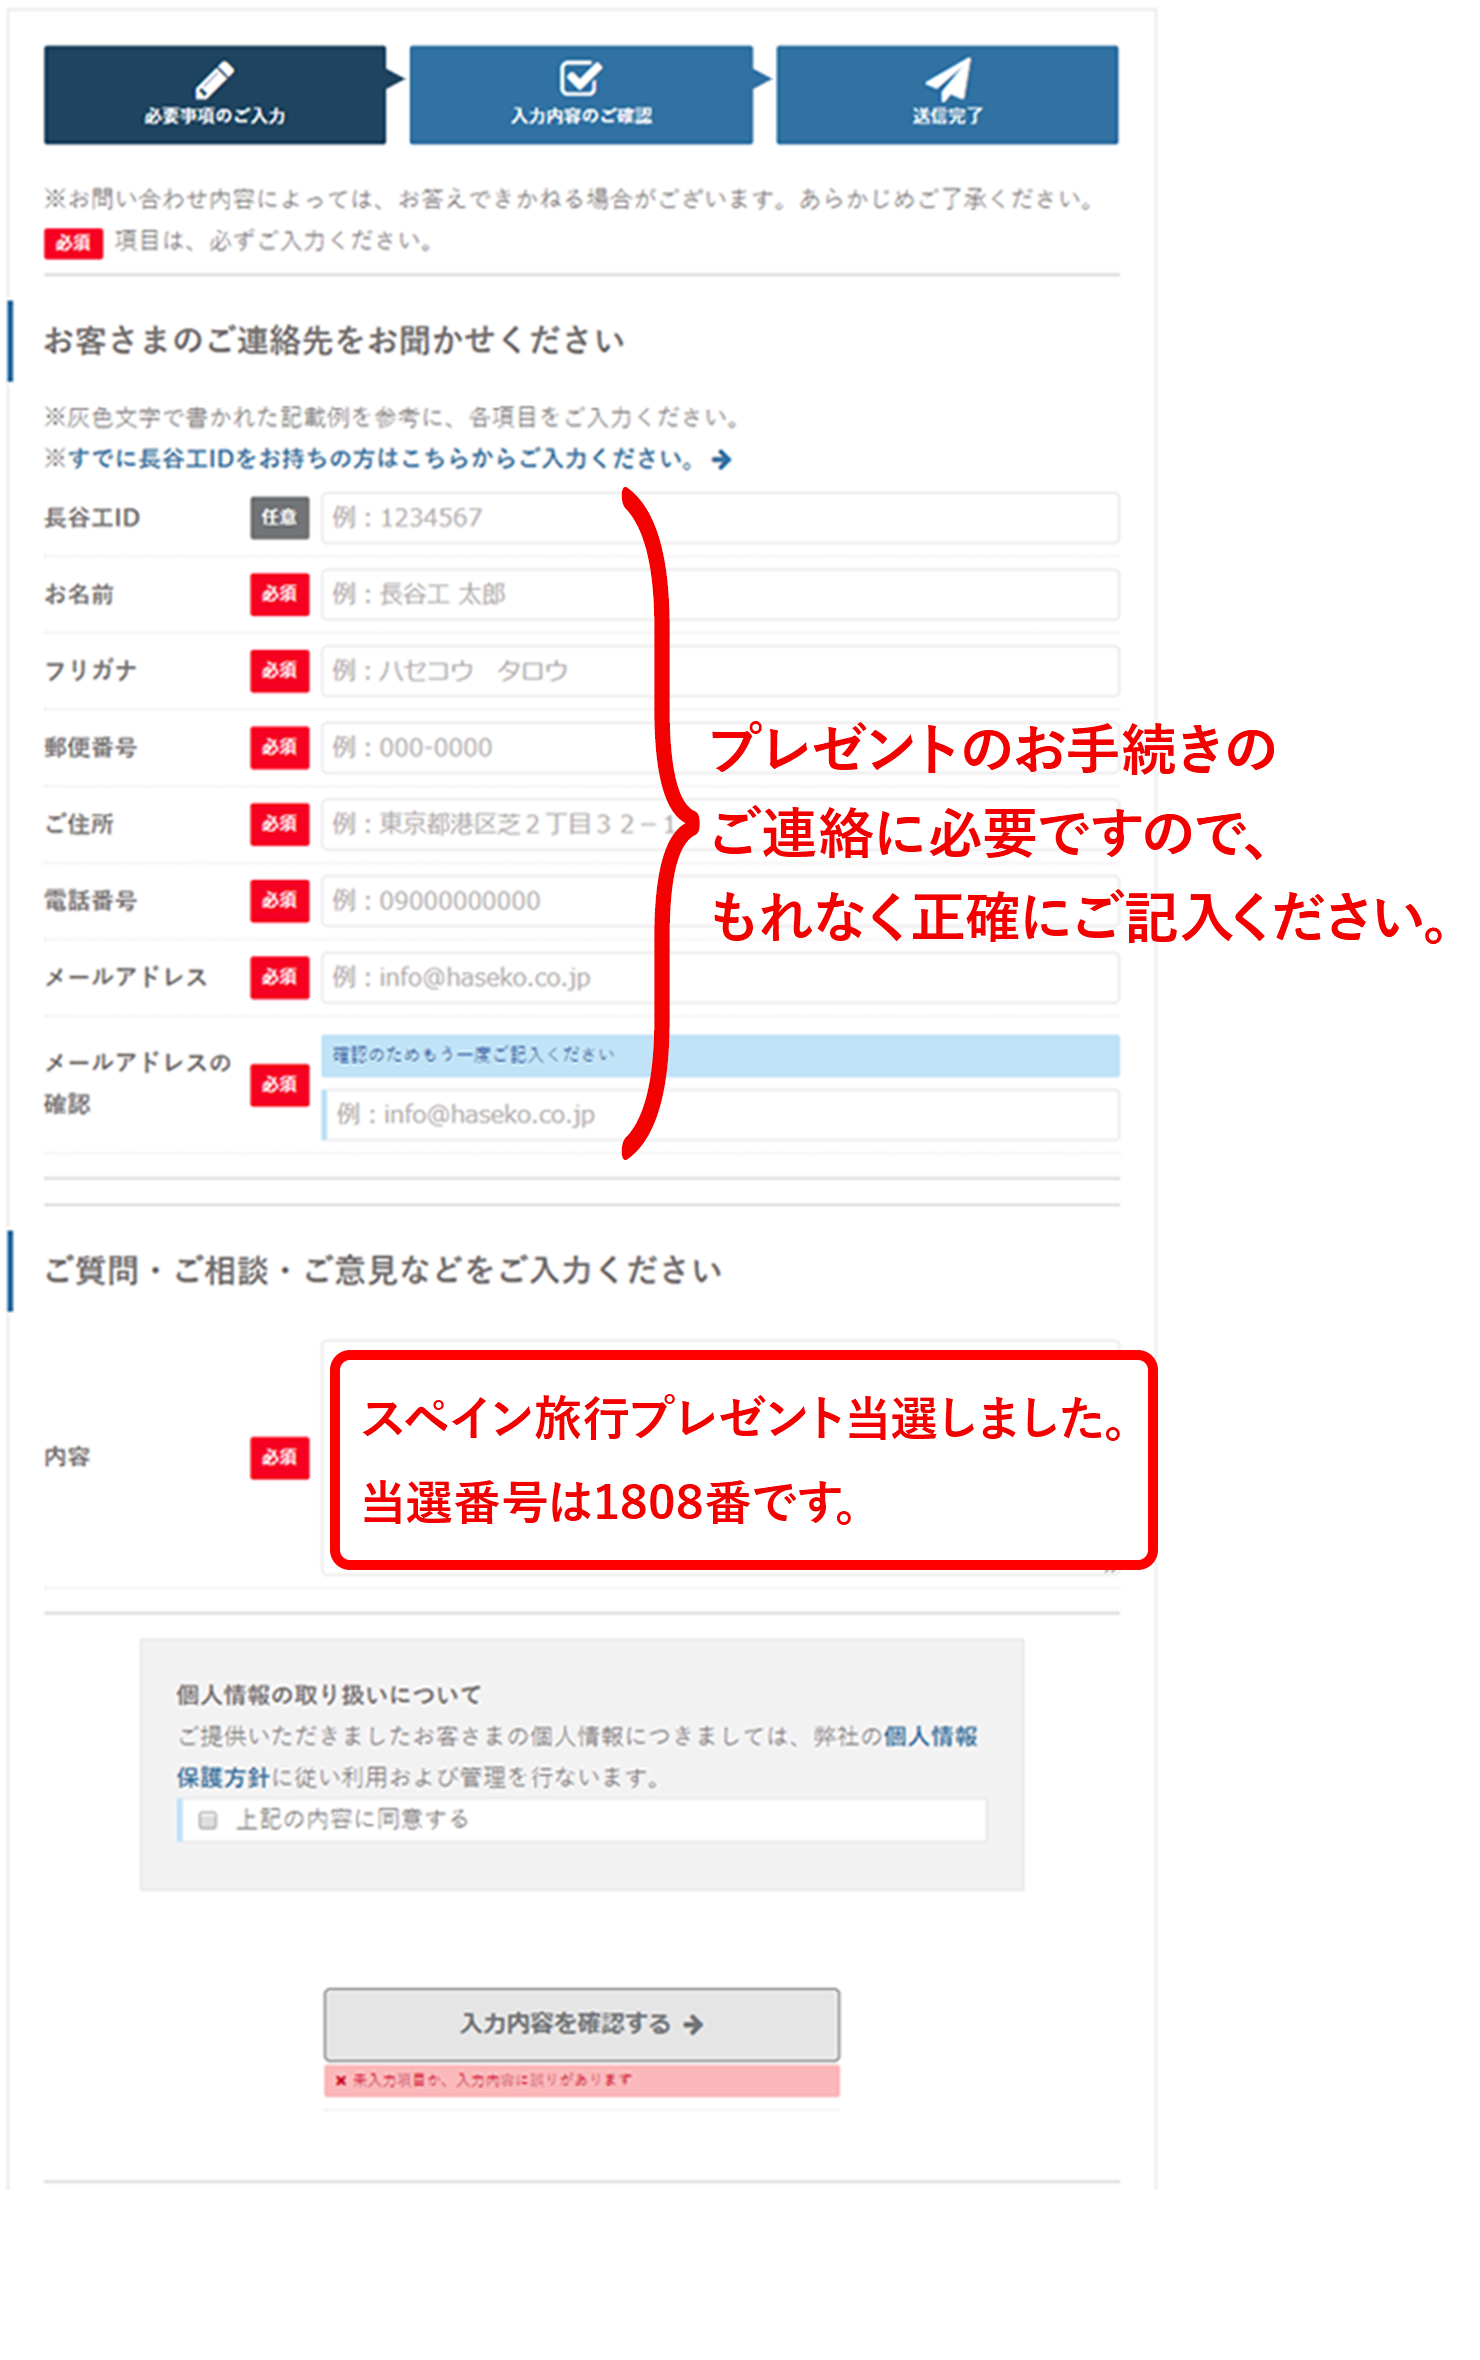 必要事項のご入力
入力内容のご確認
送信完了
※お問い合わせ内容によっては、お答えできかねる場合がございます。あらかじめご了承ください。
必須 項目は、必ずご入力ください。
お客さまのご連絡先をお聞かせください
※灰色文字で書かれた記載例を参考に、各項目をご入力ください。
※すでに長谷工IDをお持ちの方はこちらからご入力ください。
長谷工ID 任意 例：1234567
お名前 必須 例：長谷工 太郎
フリガナ 必須 例：ハセコウ　タロウ
郵便番号 必須 例：000-0000
ご住所 必須 例：東京都港区芝２丁目３２－1
電話番号 必須 例：09000000000
メールアドレス 必須 例：info@haseko.co.jp
メールアドレスの
確認
必須
確認のためもう一度ご記入ください
例：info@haseko.co.jp
プレゼントのお手続きの
ご連絡に必要ですので、
もれなく正確にご記入ください。
ご質問・ご相談・ご意見などをご入力ください
内容 必須
スペイン旅行プレゼント当選しました。
当選番号は1808番です。
個人情報の取り扱いについて
ご提供いただきましたお客さまの個人情報につきましては、弊社の個人情報
保護方針に従い利用および管理を行ないます。
上記の内容に同意する
入力内容を確認する
未入力項目か、入力内容に誤りがあります